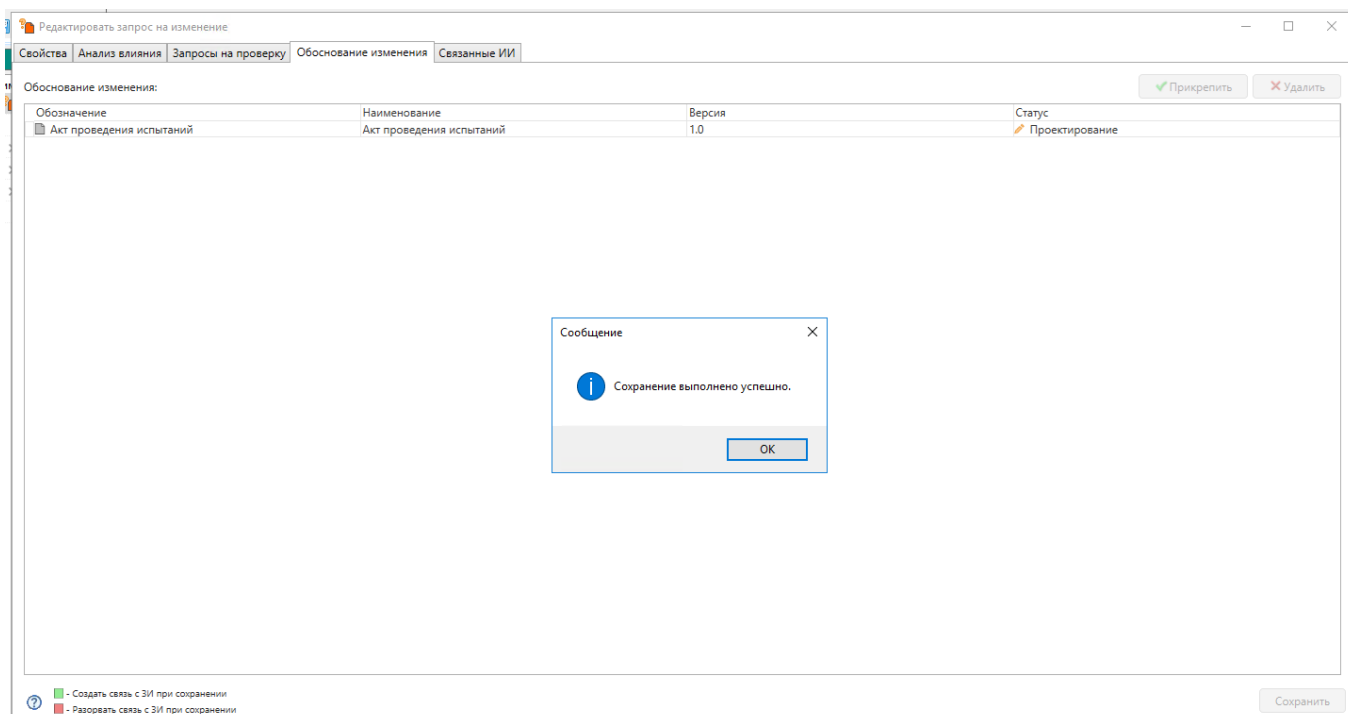 Редактировать запрос на изменение
Свойства Анализ влияния Запросы на проверку Обоснование изменения Связанные ИИ
Обоснование изменения: Прикрепить Удалить
Обозначение Наименование Версия Статус
Акт проведения испытаний Акт проведения испытаний 1.0 Проектирование
Сообщение
Сохранение выполнено успешно.
OK
- Создать связь с ЗИ при сохранении
- Разорвать связь с ЗИ при сохранении
Сохранить